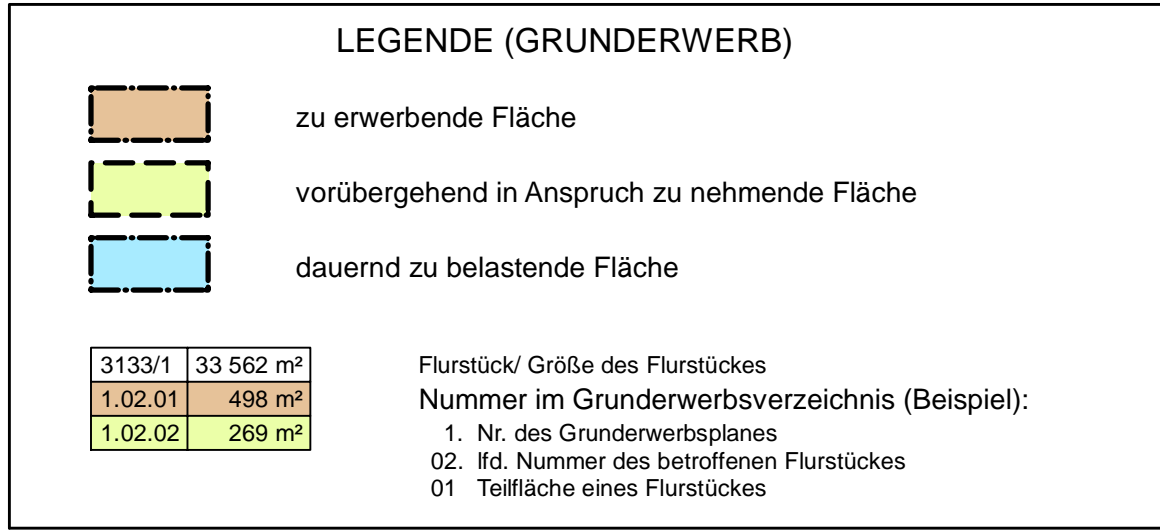 LEGENDE (GRUNDERWERB)
zu erwerbende Fläche
vorübergehend in Anspruch zu nehmende Fläche
dauernd zu belastende Fläche
3133/1 33 562 m² Flurstück/ Größe des Flurstückes
1.02.01 498 m² Nummer im Grunderwerbsverzeichnis (Beispiel):
1.02.02 269 m² 1. Nr. des Grunderwerbsplanes
02. lfd. Nummer des betroffenen Flurstückes
01 Teilfläche eines Flurstückes